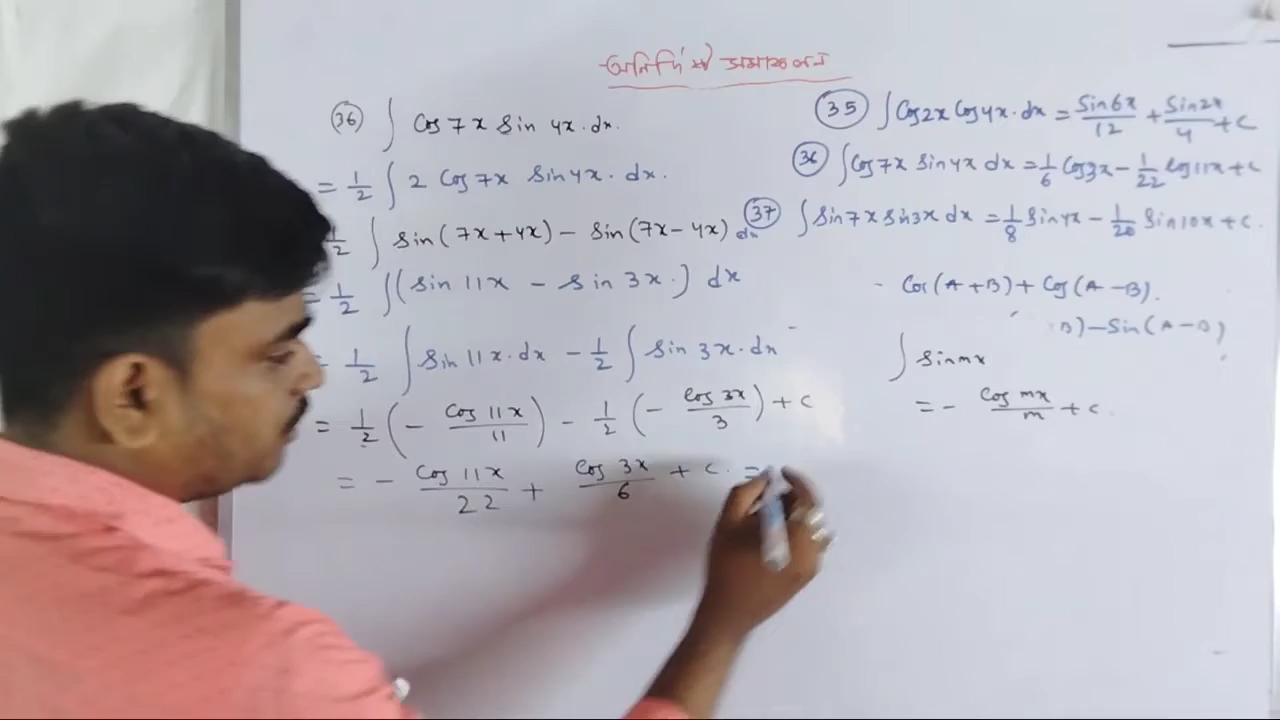 অনির্দিষ্ট সমাকলন
(36) ∫ Cos 7x Sin 4x. dx.
= 1/2 ∫ 2 Cos 7x Sin 4x. dx.
1/2 ∫ Sin(7x+4x) – Sin(7x–4x) dx
= 1/2 ∫(Sin 11x – Sin 3x.) dx
= 1/2 ∫ Sin 11x. dx – 1/2 ∫ Sin 3x. dx
= 1/2 (– Cos 11x/11) – 1/2 (– Cos 3x/3) + C
= – Cos 11x/22 + Cos 3x/6 + C. =
(35) ∫ Cos2x Cos4x. dx = Sin6x/12 + Sin2x/4 + C
(36) ∫ Cos7x Sin4x dx = 1/6 Cos3x – 1/22 Cos11x + C
(37) ∫ Sin7x Sin3x dx = 1/8 Sin4x – 1/20 Sin10x + C.
Cos(A+B) + Cos(A–B).
B) – Sin(A–B)
∫ Sinmx
= – Cos mx/m + C.